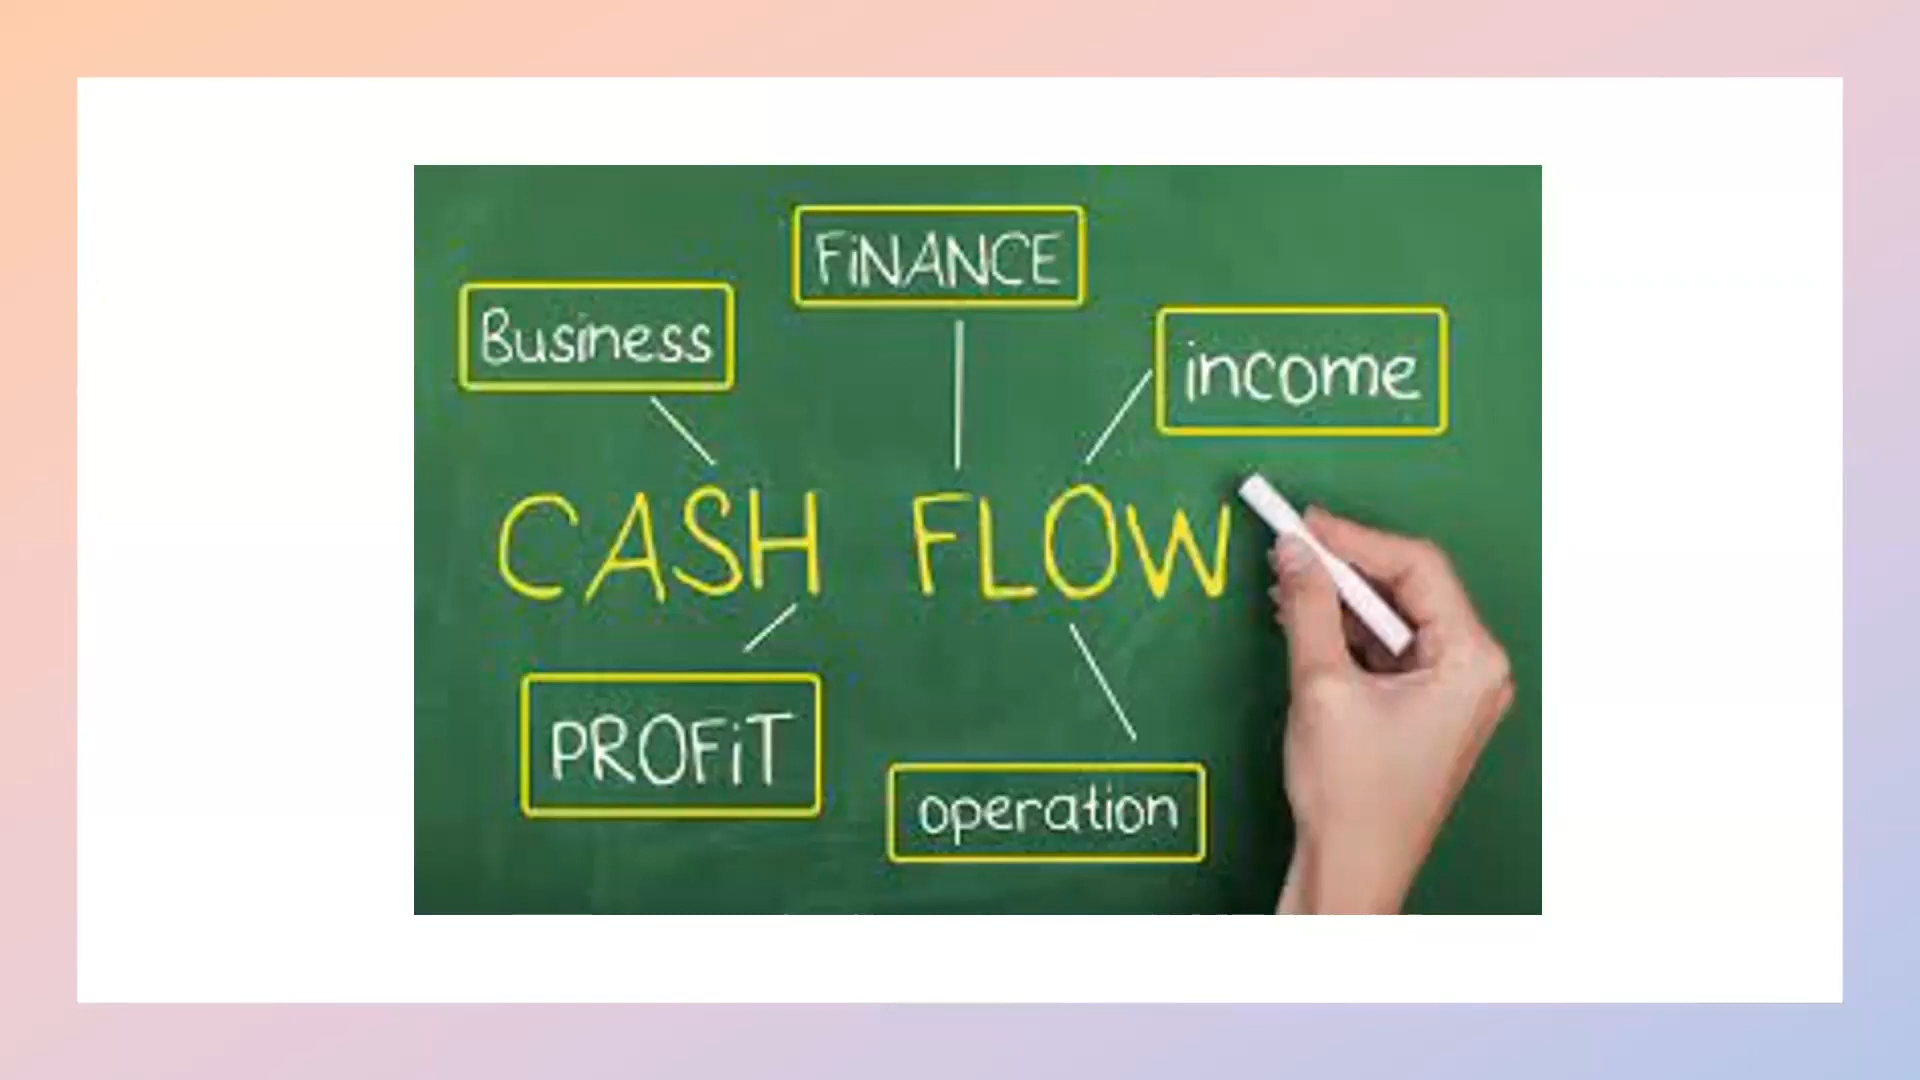 FiNANCE
Business
income
CASH FLOW
PROFiT
operation